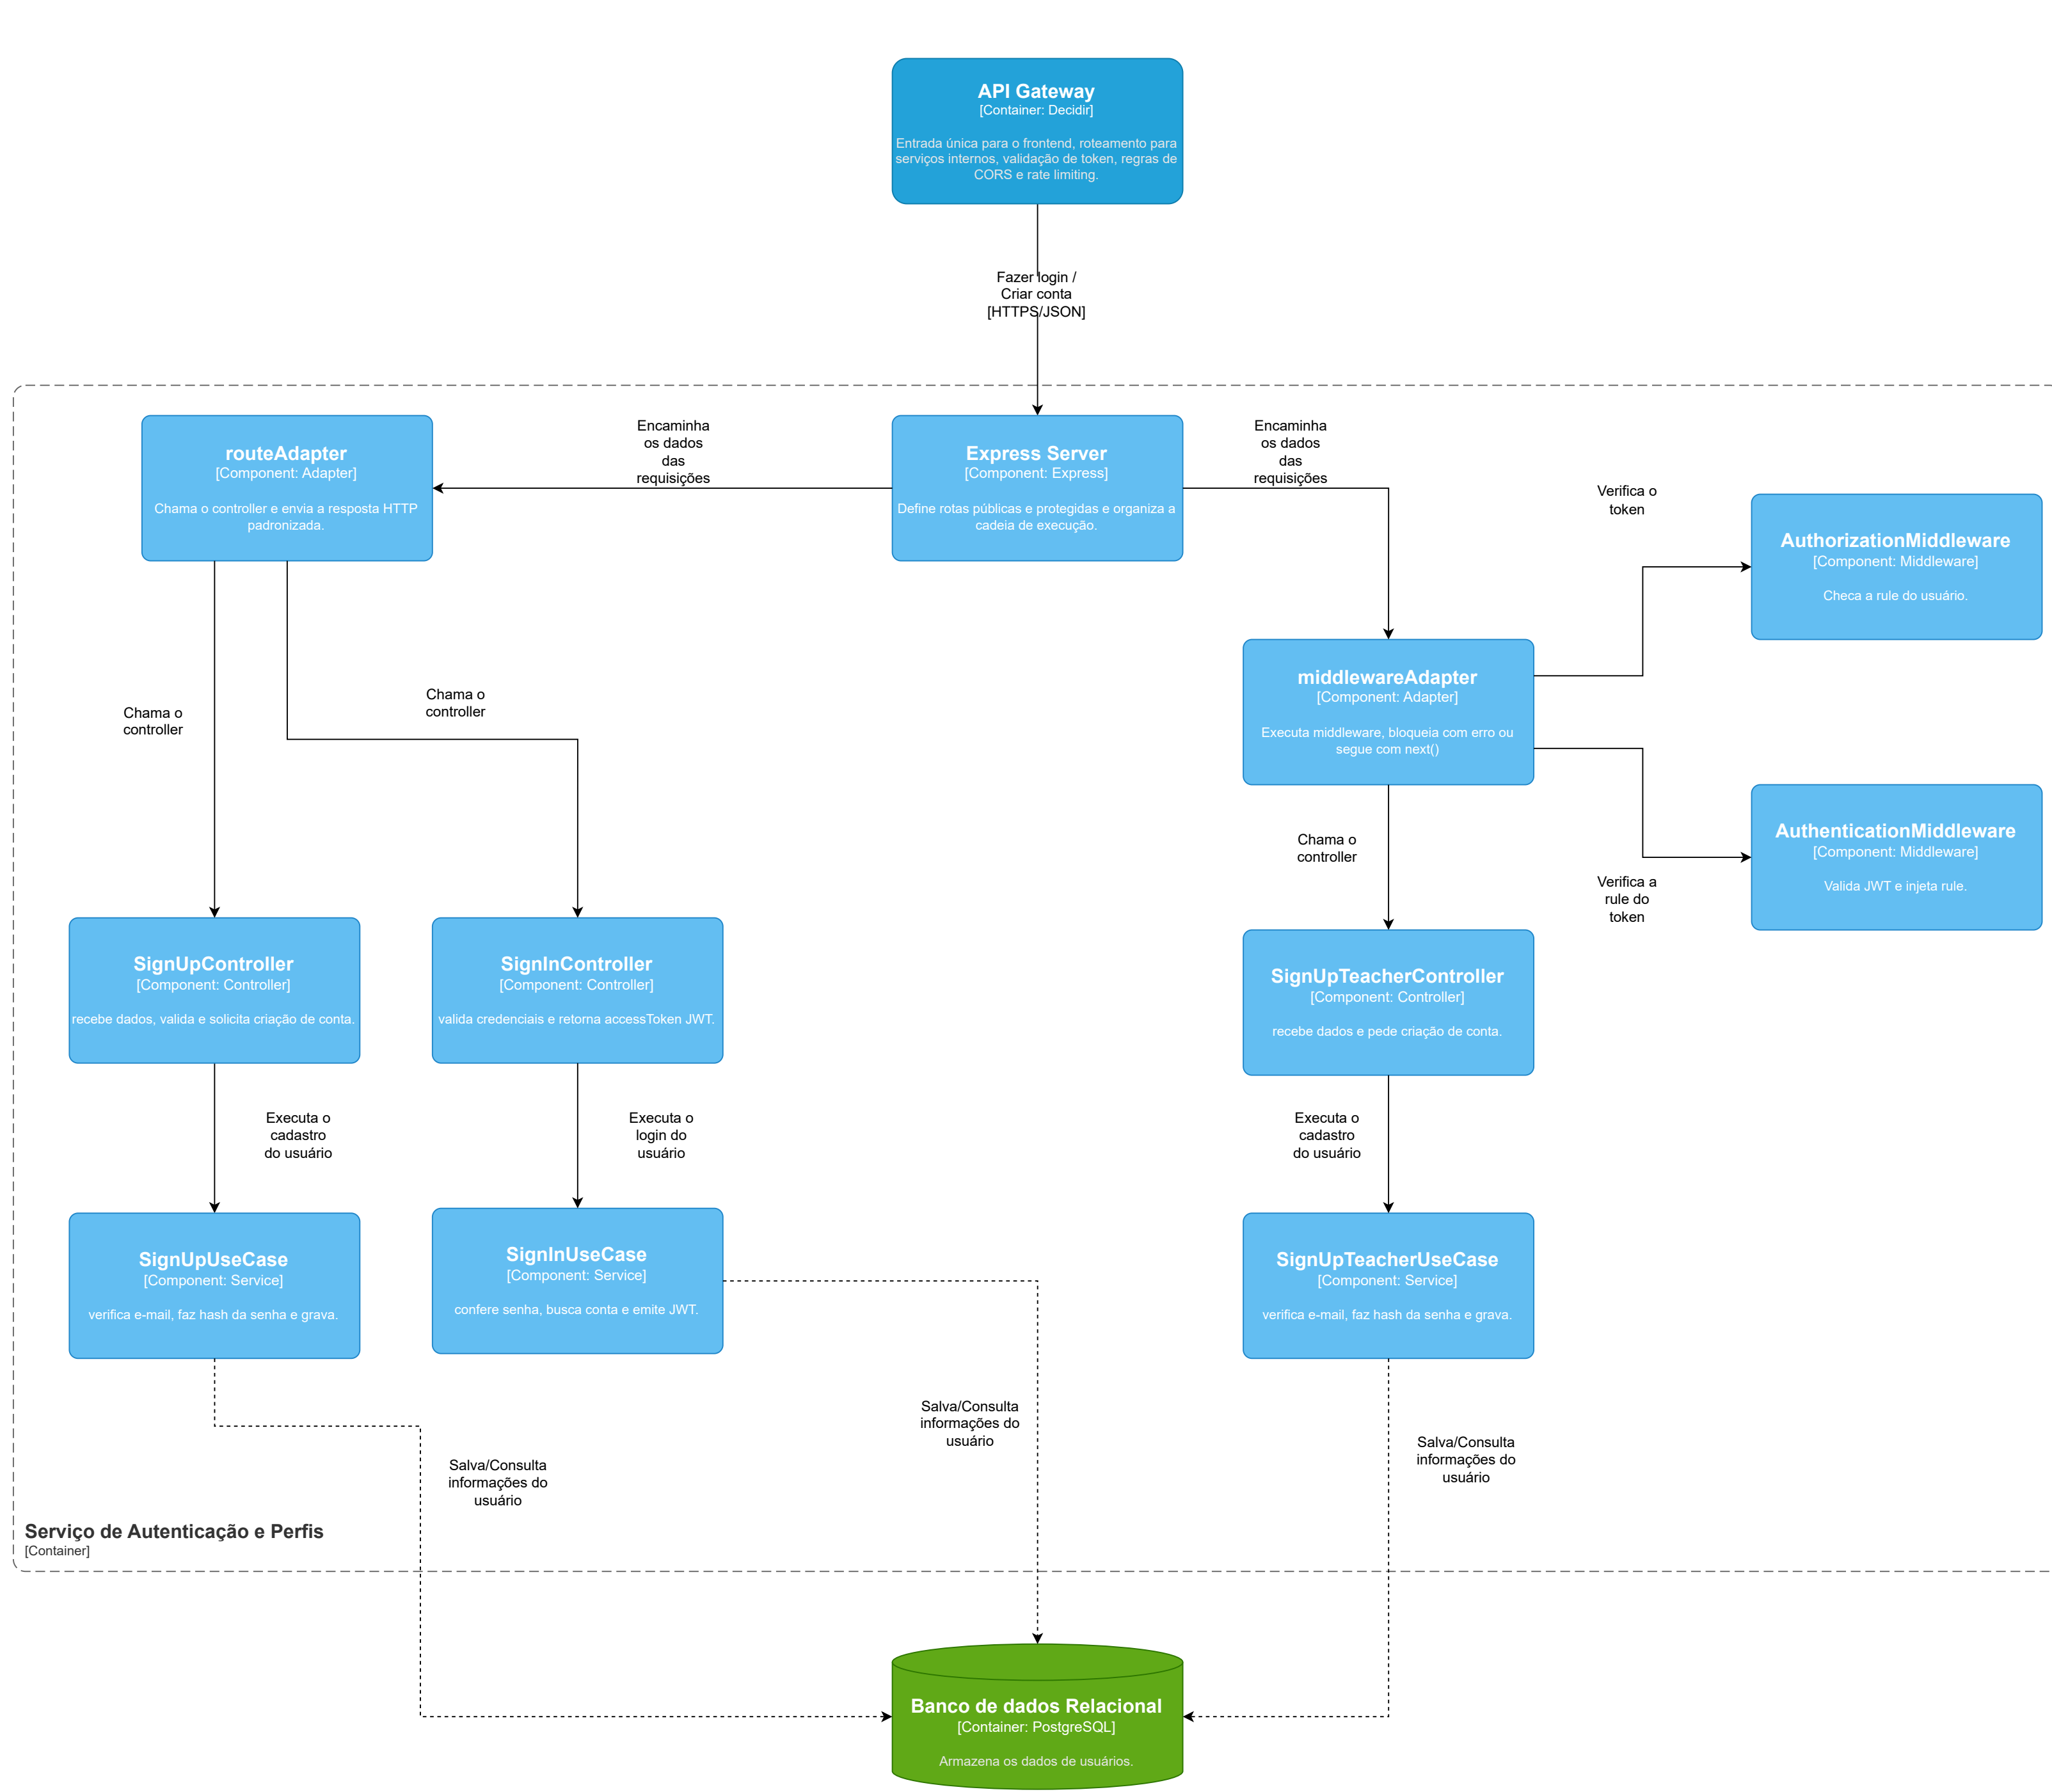 API Gateway
[Container: Decidir]
Entrada única para o frontend, roteamento para
serviços internos, validação de token, regras de
CORS e rate limiting.
Fazer login /
Criar conta
[HTTPS/JSON]
routeAdapter
[Component: Adapter]
Chama o controller e envia a resposta HTTP
padronizada.
Encaminha
os dados
das
requisições
Express Server
[Component: Express]
Define rotas públicas e protegidas e organiza a
cadeia de execução.
Encaminha
os dados
das
requisições
Verifica o
token
AuthorizationMiddleware
[Component: Middleware]
Checa a rule do usuário.
middlewareAdapter
[Component: Adapter]
Executa middleware, bloqueia com erro ou
segue com next()
Chama o
controller
Chama o
controller
Chama o
controller
AuthenticationMiddleware
[Component: Middleware]
Valida JWT e injeta rule.
Verifica a
rule do
token
SignUpController
[Component: Controller]
recebe dados, valida e solicita criação de conta.
SignInController
[Component: Controller]
valida credenciais e retorna accessToken JWT.
SignUpTeacherController
[Component: Controller]
recebe dados e pede criação de conta.
Executa o
cadastro
do usuário
Executa o
login do
usuário
Executa o
cadastro
do usuário
SignUpUseCase
[Component: Service]
verifica e-mail, faz hash da senha e grava.
SignInUseCase
[Component: Service]
confere senha, busca conta e emite JWT.
SignUpTeacherUseCase
[Component: Service]
verifica e-mail, faz hash da senha e grava.
Salva/Consulta
informações do
usuário
Salva/Consulta
informações do
usuário
Salva/Consulta
informações do
usuário
Serviço de Autenticação e Perfis
[Container]
Banco de dados Relacional
[Container: PostgreSQL]
Armazena os dados de usuários.